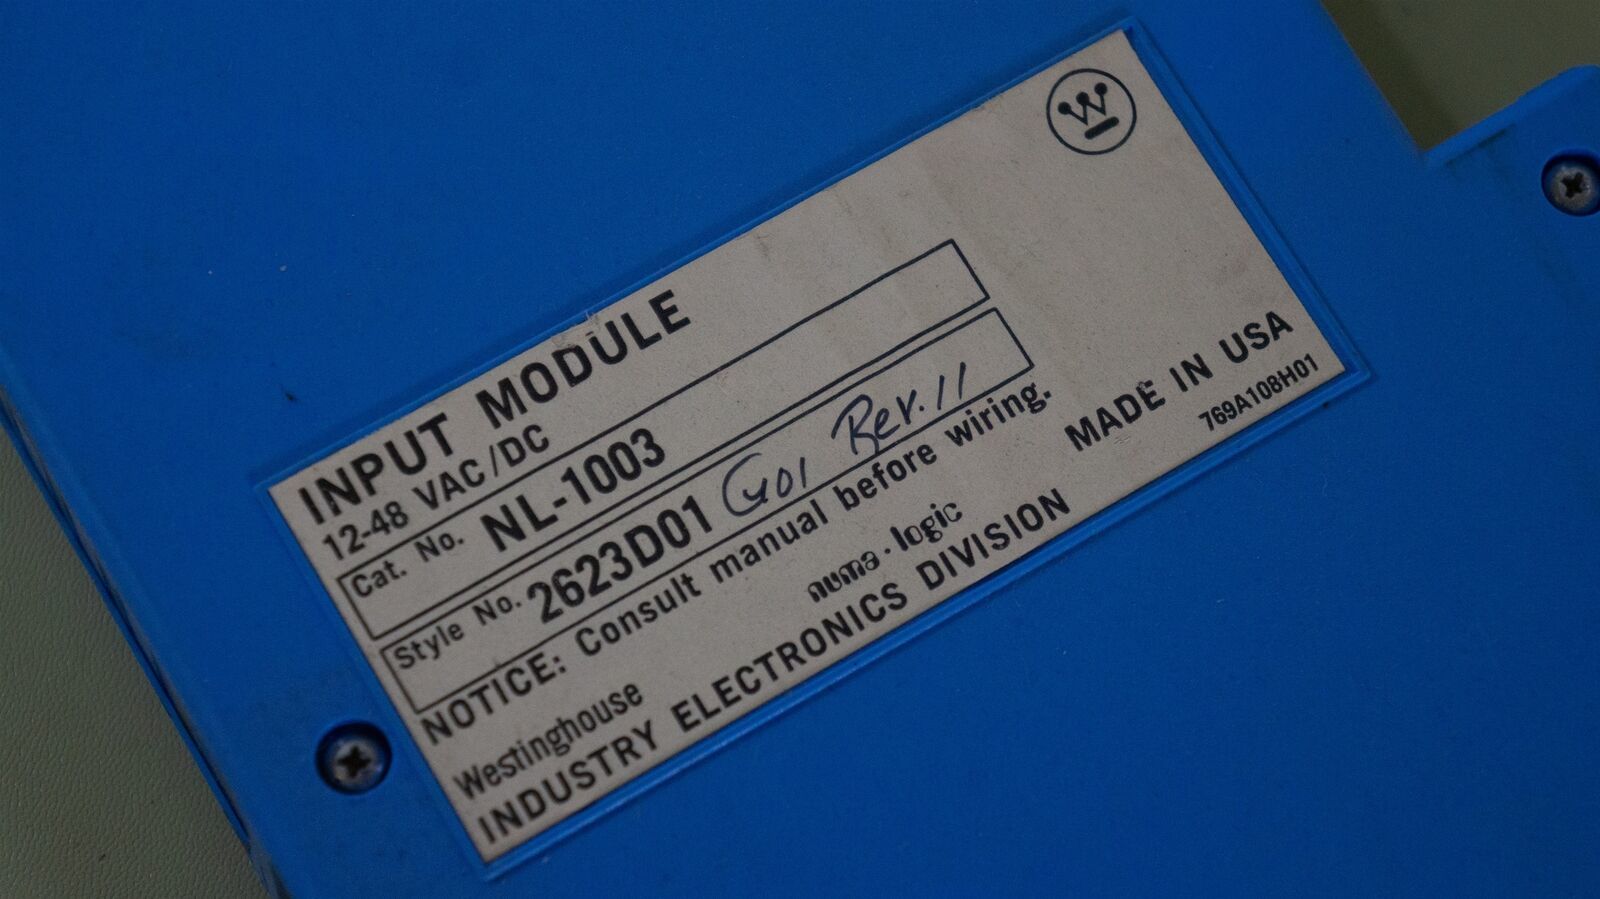 INPUT MODULE
12-48 VAC/DC
Cat. No. NL-1003
Style No. 2623D01 G01 Rev. 11
NOTICE: Consult manual before wiring.
Westinghouse numa·logic
INDUSTRY ELECTRONICS DIVISION
MADE IN USA
769A108H01